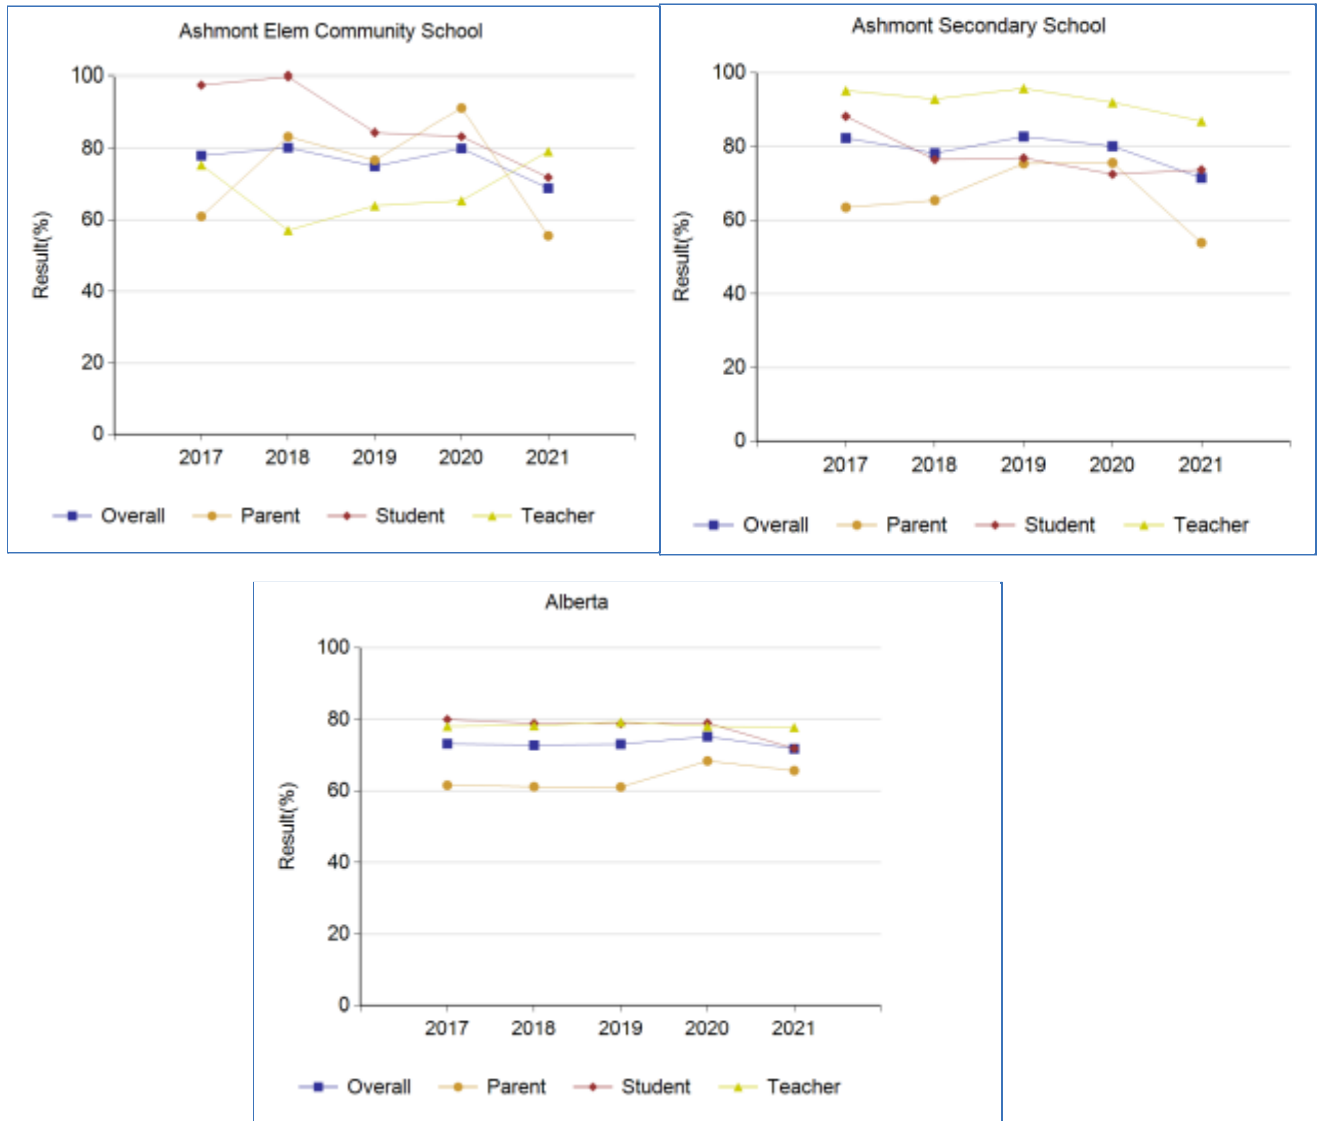 Ashmont Elem Community School
Result(%)
100
80
60
40
20
0
2017 2018 2019 2020 2021
Overall Parent Student Teacher
Ashmont Secondary School
Result(%)
100
80
60
40
20
0
2017 2018 2019 2020 2021
Overall Parent Student Teacher
Alberta
Result(%)
100
80
60
40
20
0
2017 2018 2019 2020 2021
Overall Parent Student Teacher